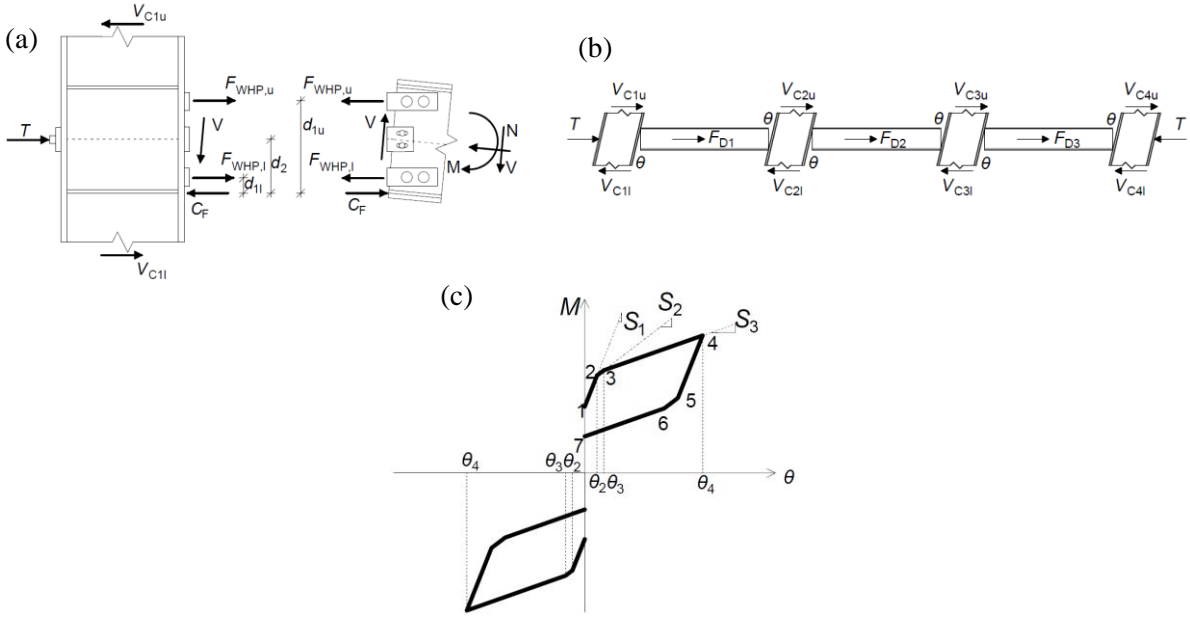 (a)
V_C1u
F_WHP,u
F_WHP,u
T
V
d_1u
V
N
F_WHP,l
d_2
F_WHP,l
M
V
d_1l
C_F
C_F
V_C1l
(b)
V_C1u
V_C2u
V_C3u
V_C4u
T
θ
F_D1
θ
F_D2
θ
F_D3
θ
T
θ
θ
θ
V_C1l
V_C2l
V_C3l
V_C4l
(c)
M
S_1
S_2
S_3
4
2
3
1
5
6
7
θ_4
θ_3 θ_2
θ_2 θ_3
θ_4
θ